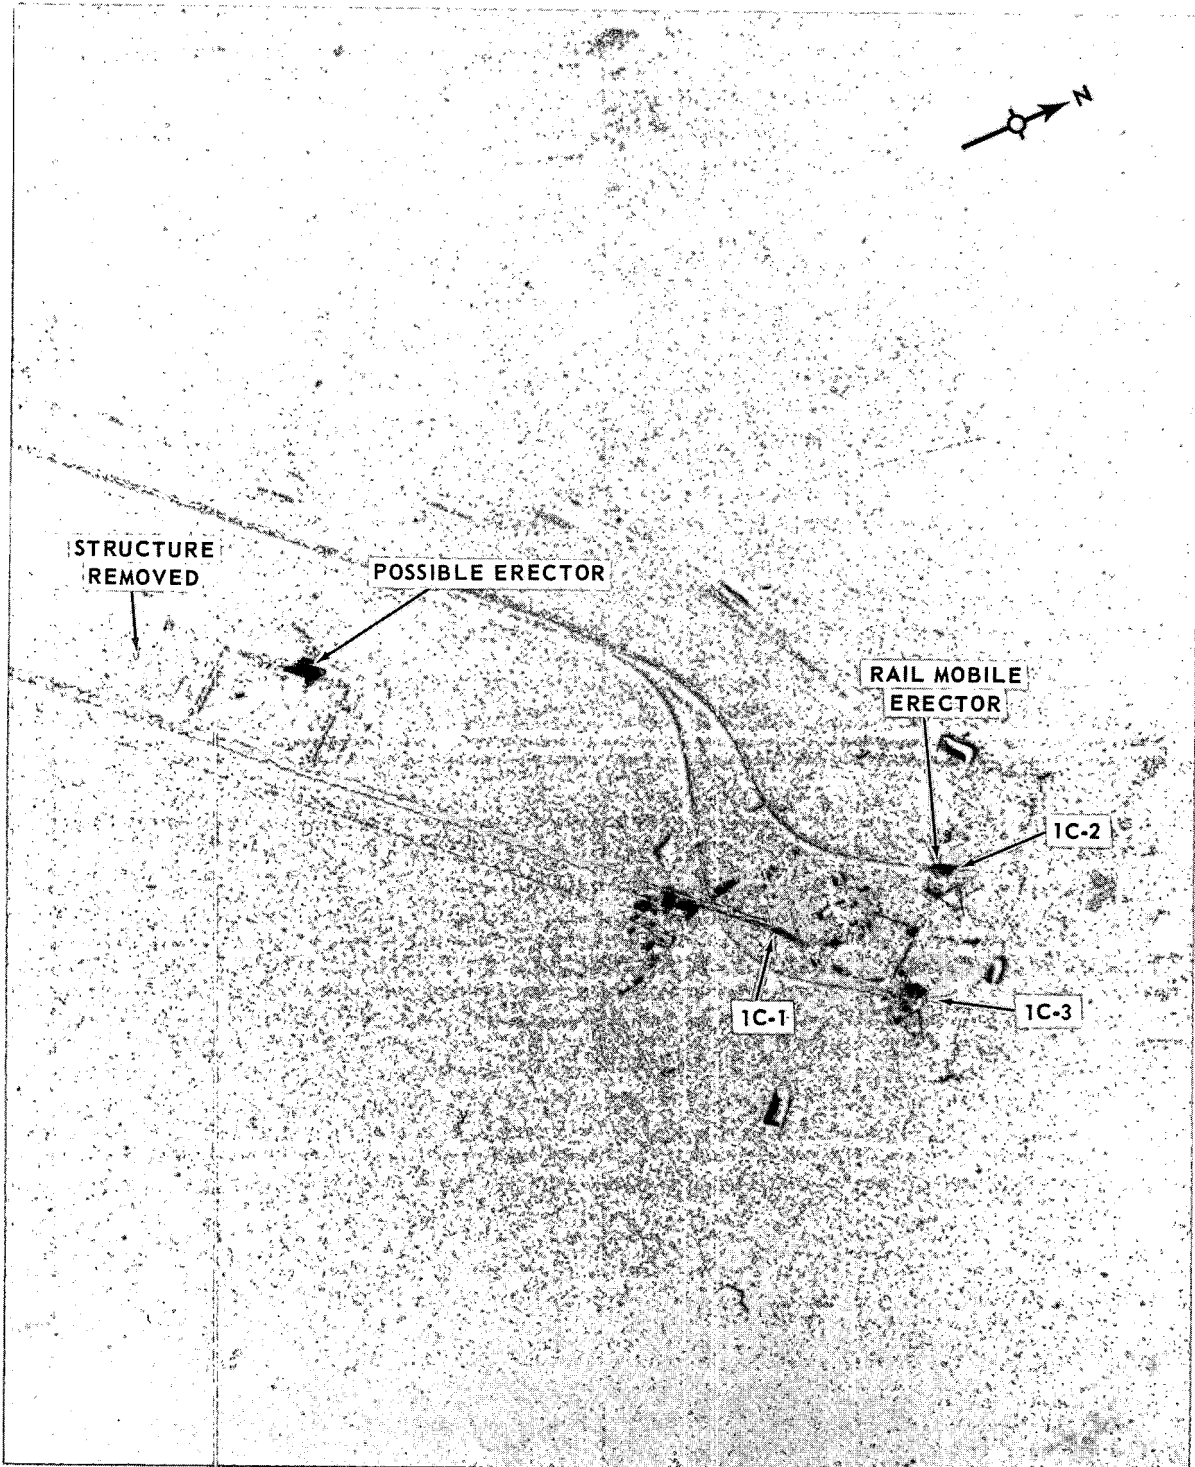 N
STRUCTURE
REMOVED
POSSIBLE ERECTOR
RAIL MOBILE
ERECTOR
1C-2
1C-1
1C-3